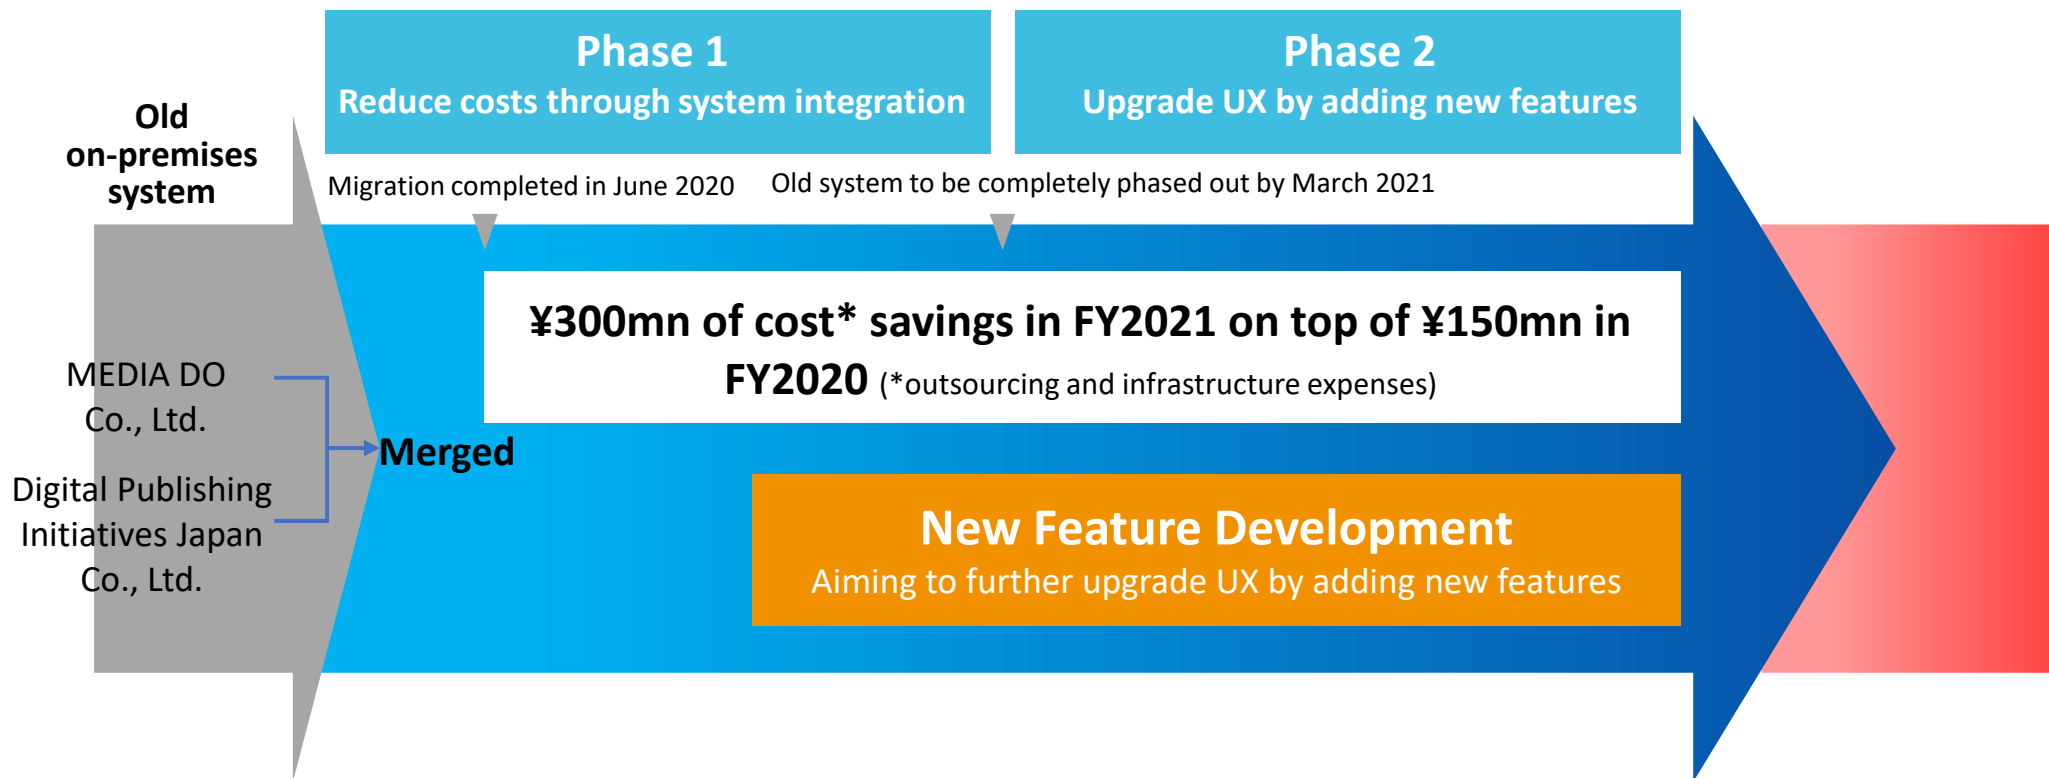 Phase 1
Reduce costs through system integration
Phase 2
Upgrade UX by adding new features
Old
on-premises
system
Migration completed in June 2020
Old system to be completely phased out by March 2021
¥300mn of cost* savings in FY2021 on top of ¥150mn in
FY2020 (*outsourcing and infrastructure expenses)
MEDIA DO
Co., Ltd.
Merged
Digital Publishing
Initiatives Japan
Co., Ltd.
New Feature Development
Aiming to further upgrade UX by adding new features